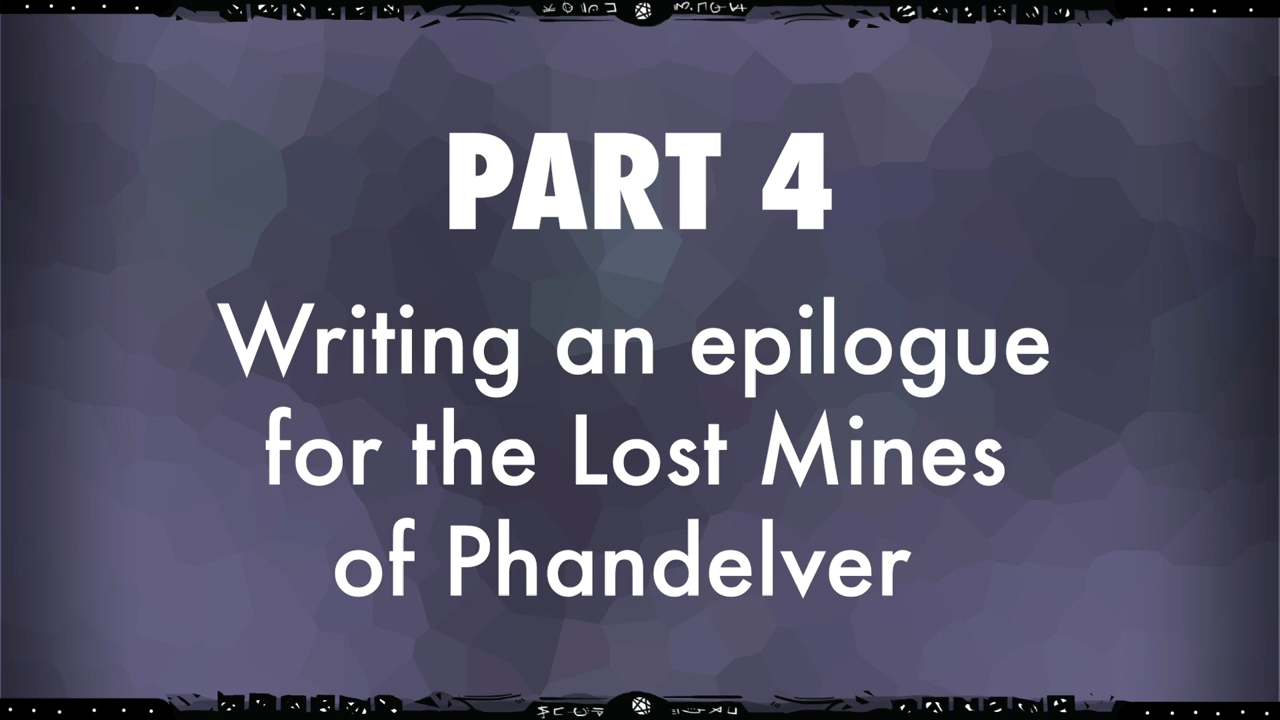 PART 4
Writing an epilogue
for the Lost Mines
of Phandelver